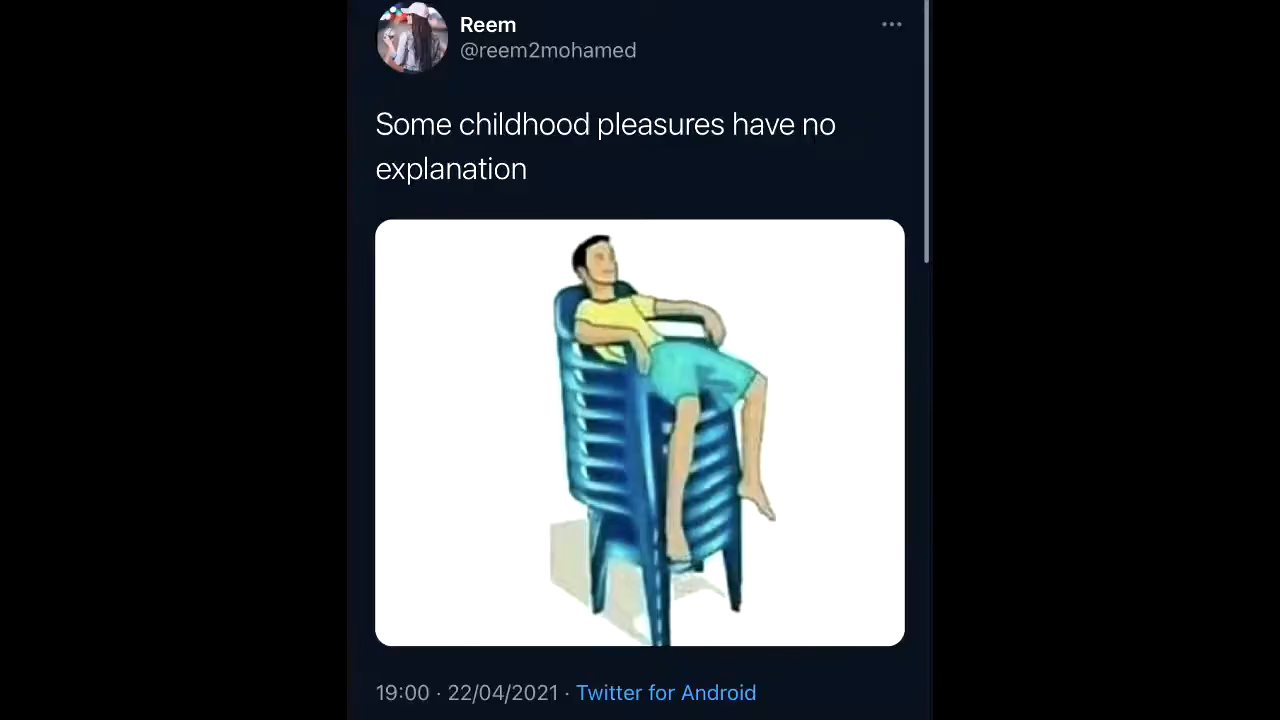 Reem
@reem2mohamed
Some childhood pleasures have no
explanation
19:00 · 22/04/2021 · Twitter for Android